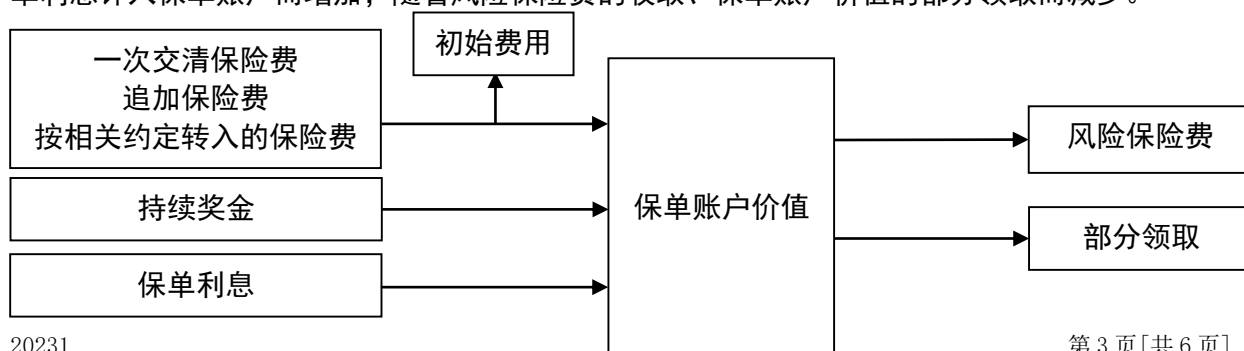 单利息计入保单账户而增加，随着风险保险费的收取、保单账户价值的部分领取而减少。
初始费用
一次交清保险费
追加保险费
按相关约定转入的保险费
风险保险费
持续奖金
保单账户价值
部分领取
保单利息
20231
第 3 页[共 6 页]